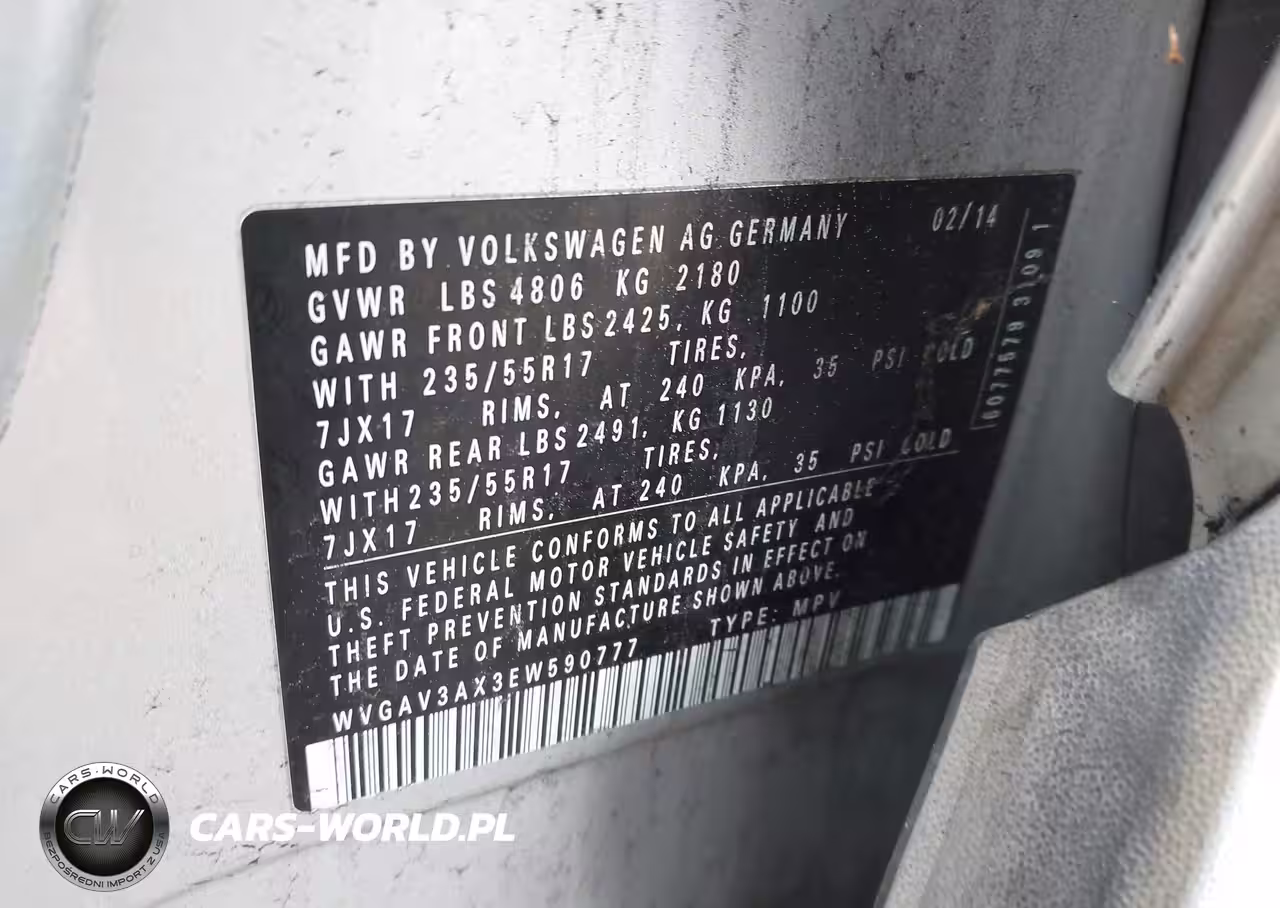 MFD BY VOLKSWAGEN AG GERMANY 02/14
GVWR LBS 4806 KG 2180
GAWR FRONT LBS 2425, KG 1100
WITH 235/55R17 TIRES,
7JX17 RIMS, AT 240 KPA, 35 PSI COLD
GAWR REAR LBS 2491, KG 1130
WITH 235/55R17 TIRES,
7JX17 RIMS, AT 240 KPA, 35 PSI COLD
THIS VEHICLE CONFORMS TO ALL APPLICABLE
U.S. FEDERAL MOTOR VEHICLE SAFETY AND
THEFT PREVENTION STANDARDS IN EFFECT ON
THE DATE OF MANUFACTURE SHOWN ABOVE.
WVGAV3AX3EW590777 TYPE: MPV
CARS-WORLD
CW
BEZPOŚREDNI IMPORT Z USA
CARS-WORLD.PL